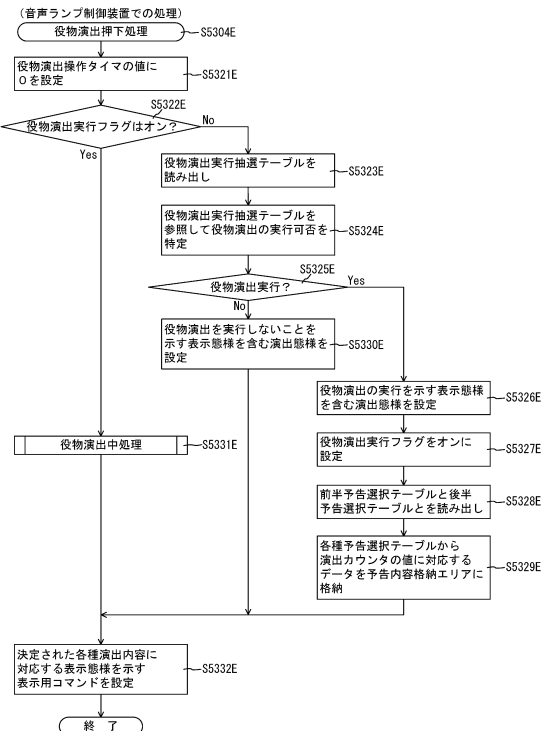 (音声ランプ制御装置での処理)
役物演出押下処理
S5304E
役物演出操作タイマの値に
0を設定
S5321E
S5322E
役物演出実行フラグはオン?
No
Yes
役物演出実行抽選テーブルを
読み出し
S5323E
役物演出実行抽選テーブルを
参照して役物演出の実行可否を
特定
S5324E
S5325E
役物演出実行?
Yes
No
役物演出を実行しないことを
示す表示態様を含む演出態様を
設定
S5330E
役物演出の実行を示す表示態様
を含む演出態様を設定
S5326E
役物演出実行フラグをオンに
設定
S5327E
役物演出中処理
S5331E
前半予告選択テーブルと後半
予告選択テーブルとを読み出し
S5328E
各種予告選択テーブルから
演出カウンタの値に対応する
データを予告内容格納エリアに
格納
S5329E
決定された各種演出内容に
対応する表示態様を示す
表示用コマンドを設定
S5332E
終 了